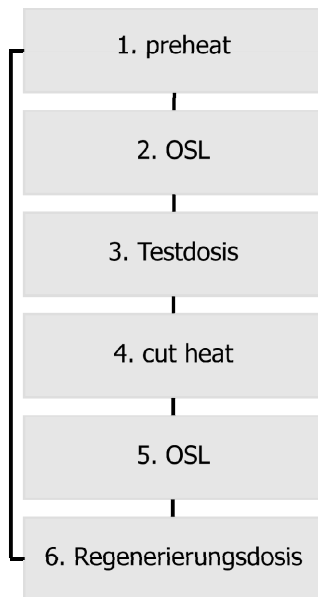 1. preheat
2. OSL
3. Testdosis
4. cut heat
5. OSL
6. Regenerierungsdosis